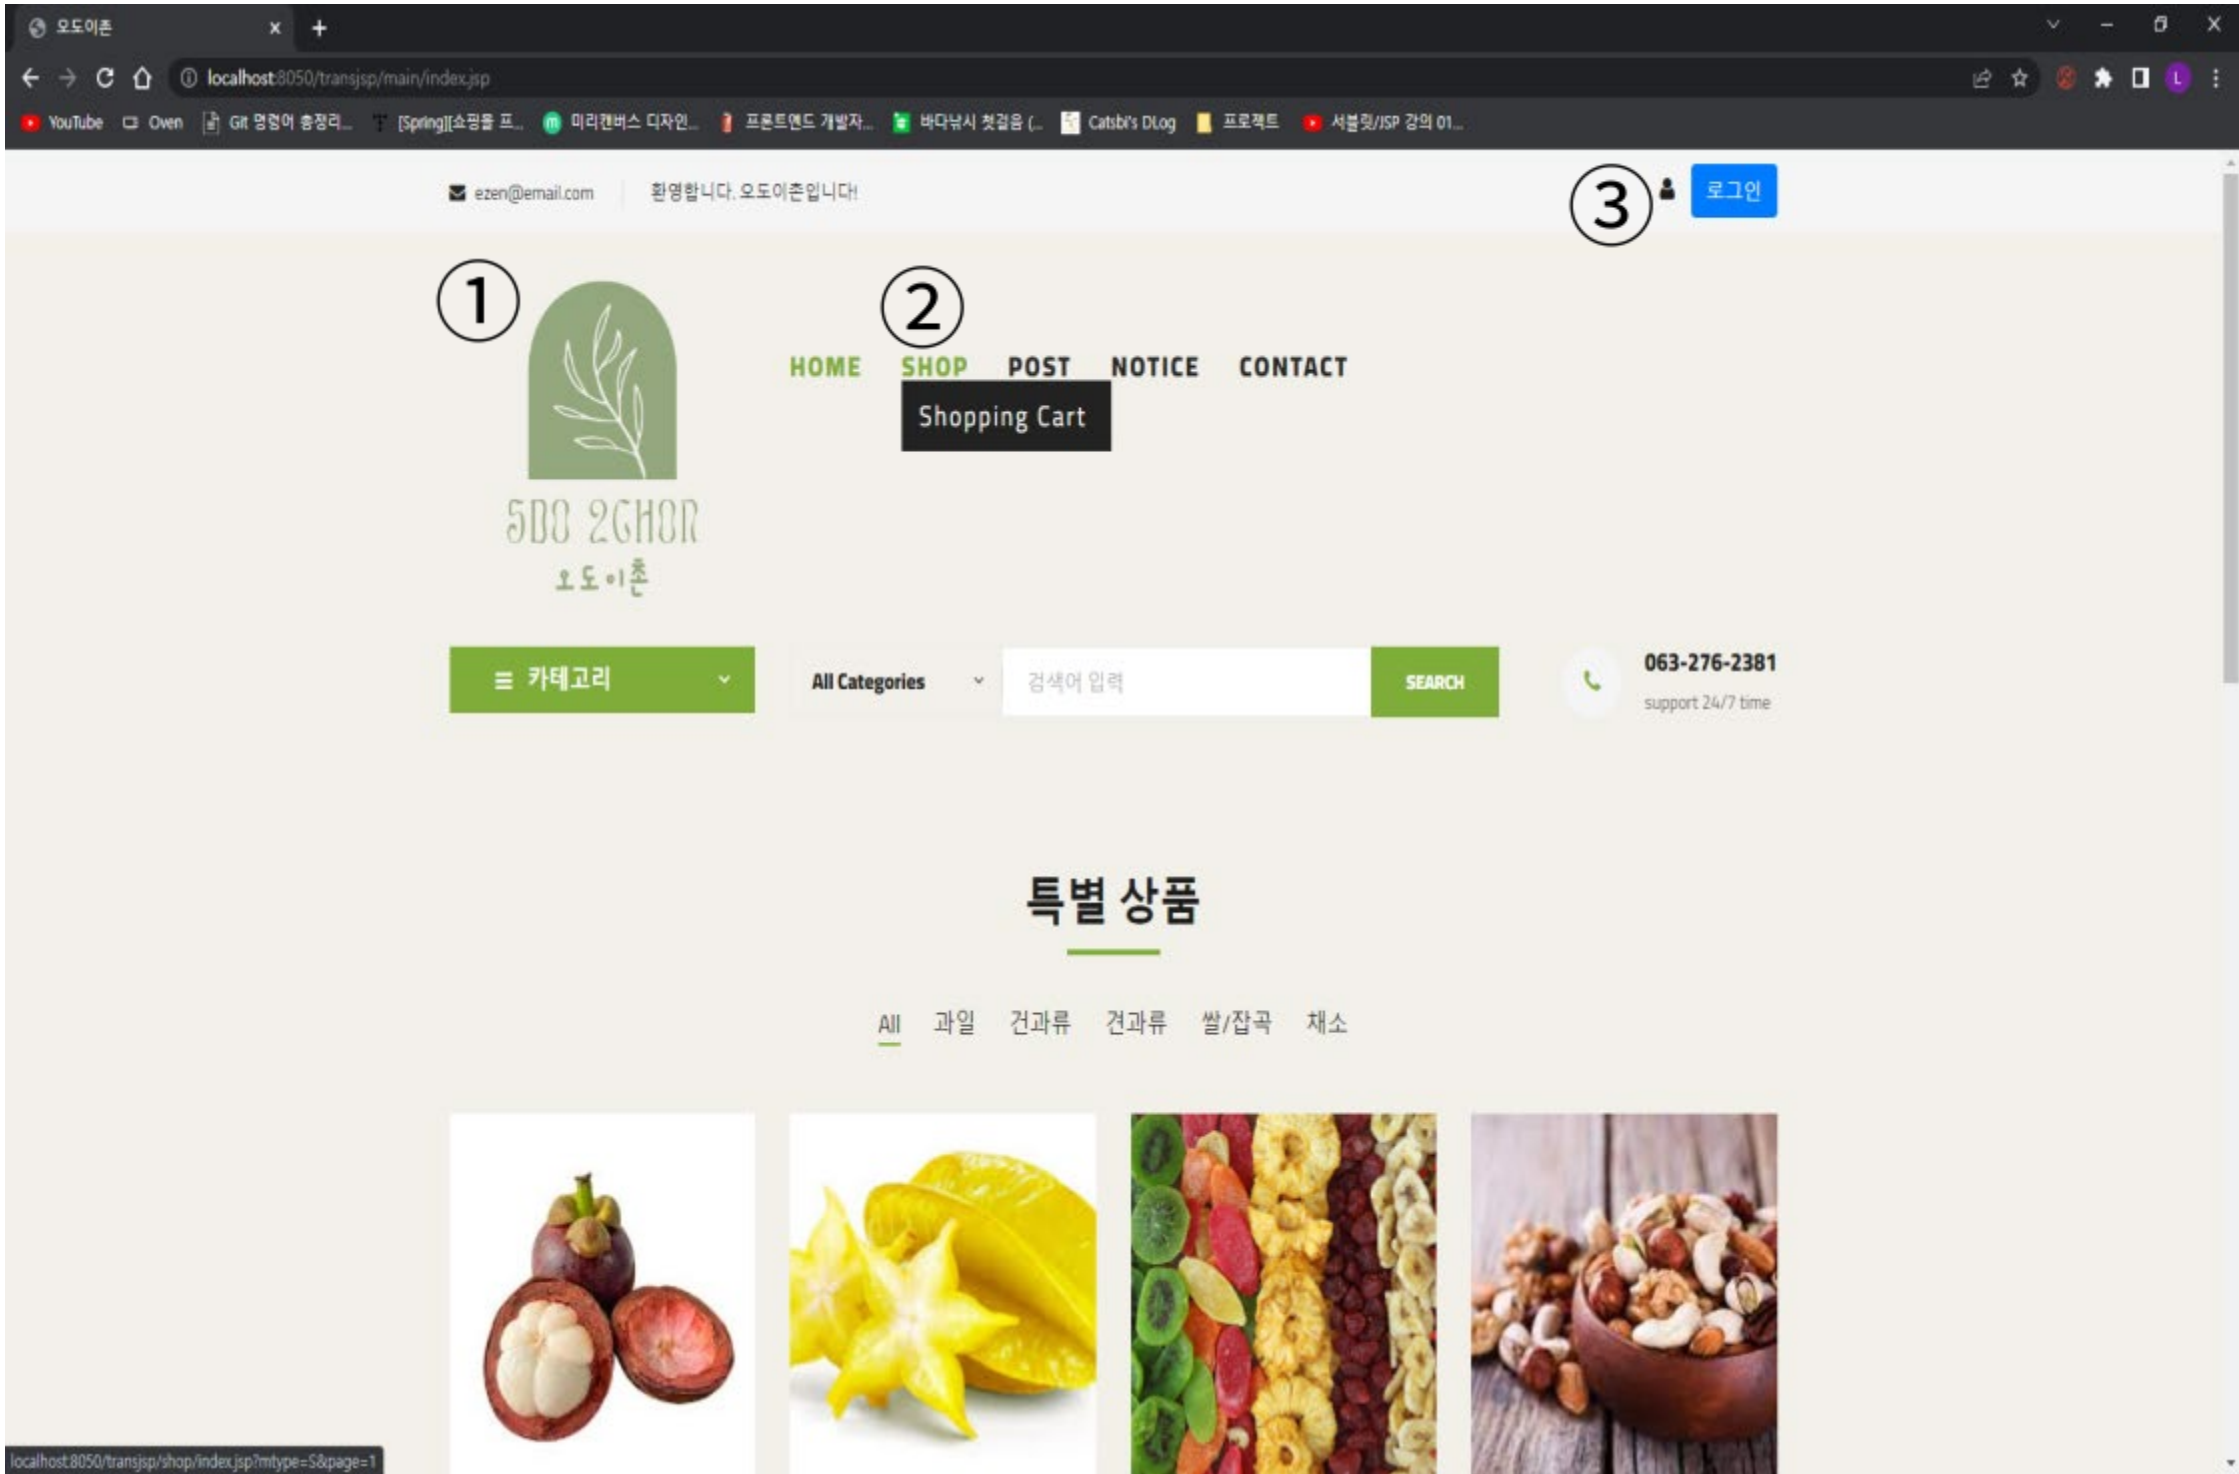 오도이촌
localhost:8050/transjsp/main/index.jsp
YouTube Oven Git 명령어 총정리... [Spring][쇼핑몰 프... 미리캔버스 디자인... 프론트엔드 개발자... 바다낚시 첫걸음 (... Catsbi's DLog 프로젝트 서블릿/JSP 강의 01...
ezen@email.com 환영합니다. 오도이촌입니다! ③ 로그인
① ②
HOME SHOP POST NOTICE CONTACT
Shopping Cart
5DO 2CHON
오도이촌
카테고리 All Categories 검색어 입력 SEARCH 063-276-2381
support 24/7 time
특별 상품
All 과일 건과류 견과류 쌀/잡곡 채소
localhost:8050/transjsp/shop/index.jsp?mtype=S&page=1